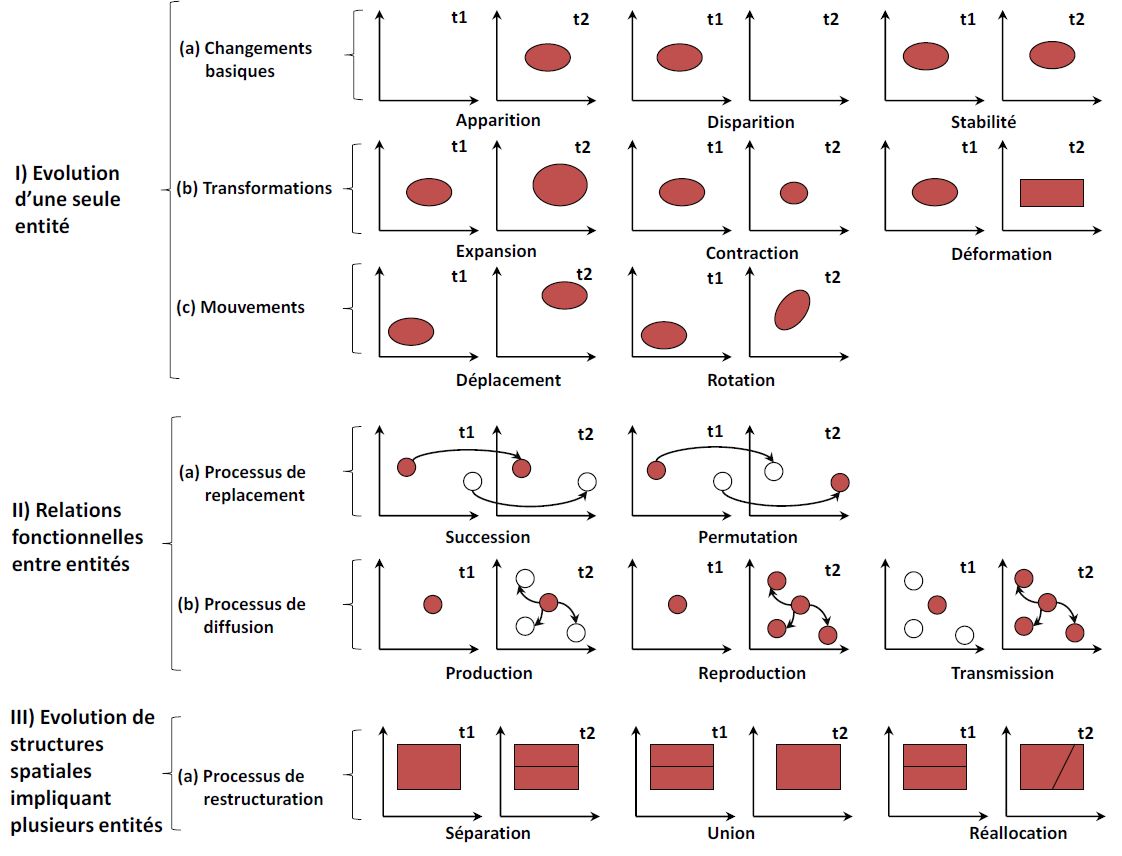 t1
t2
t1
t2
t1
t2
(a) Changements
basiques
Apparition
Disparition
Stabilité
t1
t2
t1
t2
t1
t2
I) Evolution
d'une seule
entité
(b) Transformations
Expansion
Contraction
Déformation
t1
t2
t1
t2
(c) Mouvements
Déplacement
Rotation
t1
t2
t1
t2
(a) Processus de
replacement
II) Relations
fonctionnelles
entre entités
Succession
Permutation
t1
t2
t1
t2
t1
t2
(b) Processus de
diffusion
Production
Reproduction
Transmission
III) Evolution de
structures
spatiales
impliquant
plusieurs entités
t1
t2
t1
t2
t1
t2
(a) Processus de
restructuration
Séparation
Union
Réallocation